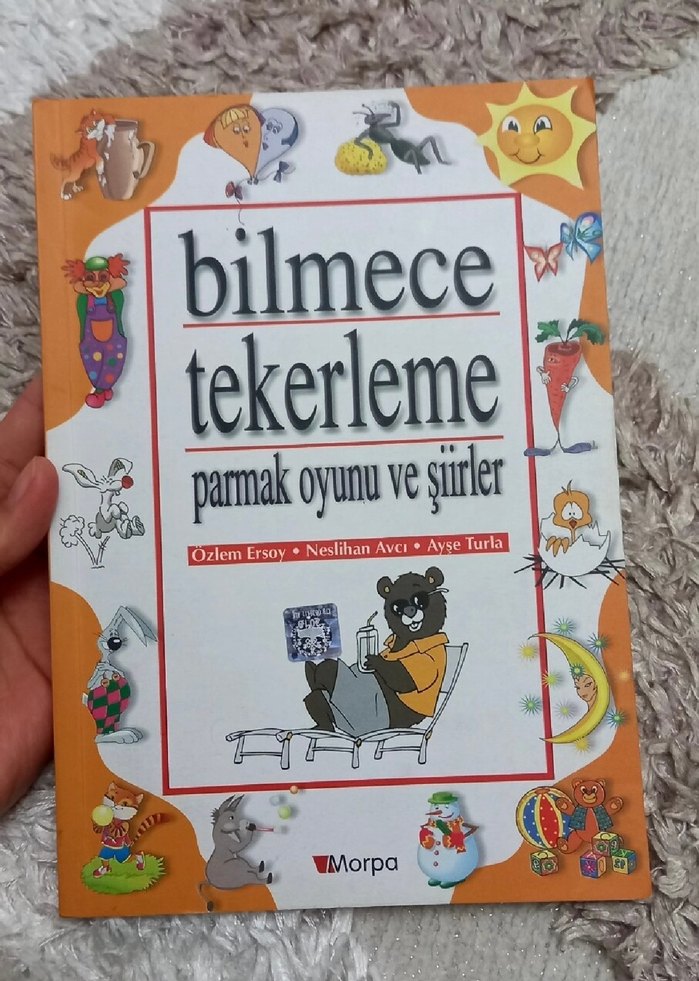 bilmece
tekerleme
parmak oyunu ve şiirler
Özlem Ersoy • Neslihan Avcı • Ayşe Turla
Morpa